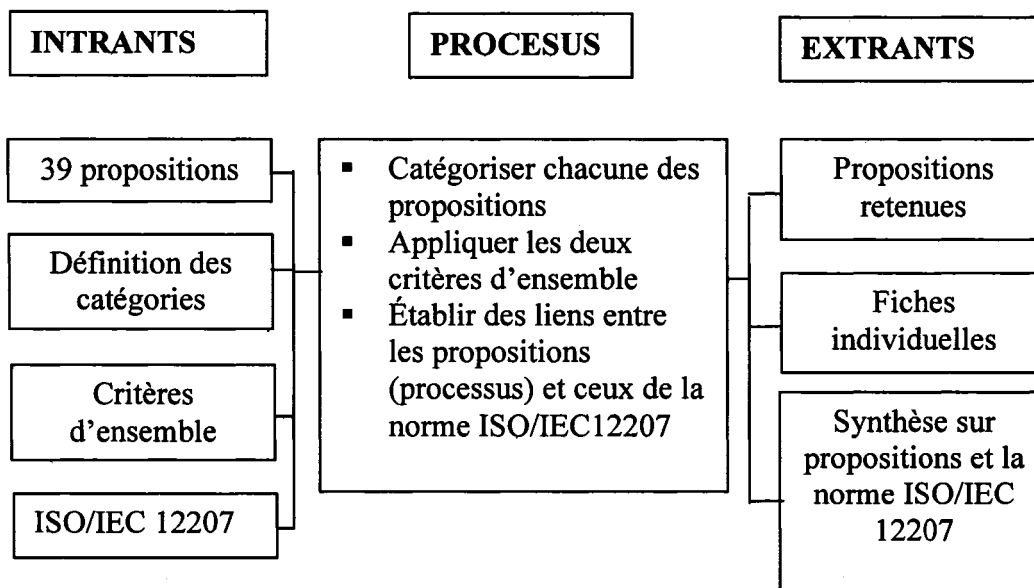 INTRANTS
PROCESUS
EXTRANTS
39 propositions
Définition des
catégories
Critères
d'ensemble
ISO/IEC 12207
▪ Catégoriser chacune des
propositions
▪ Appliquer les deux
critères d'ensemble
▪ Établir des liens entre
les propositions
(processus) et ceux de la
norme ISO/IEC12207
Propositions
retenues
Fiches
individuelles
Synthèse sur
propositions et la
norme ISO/IEC
12207